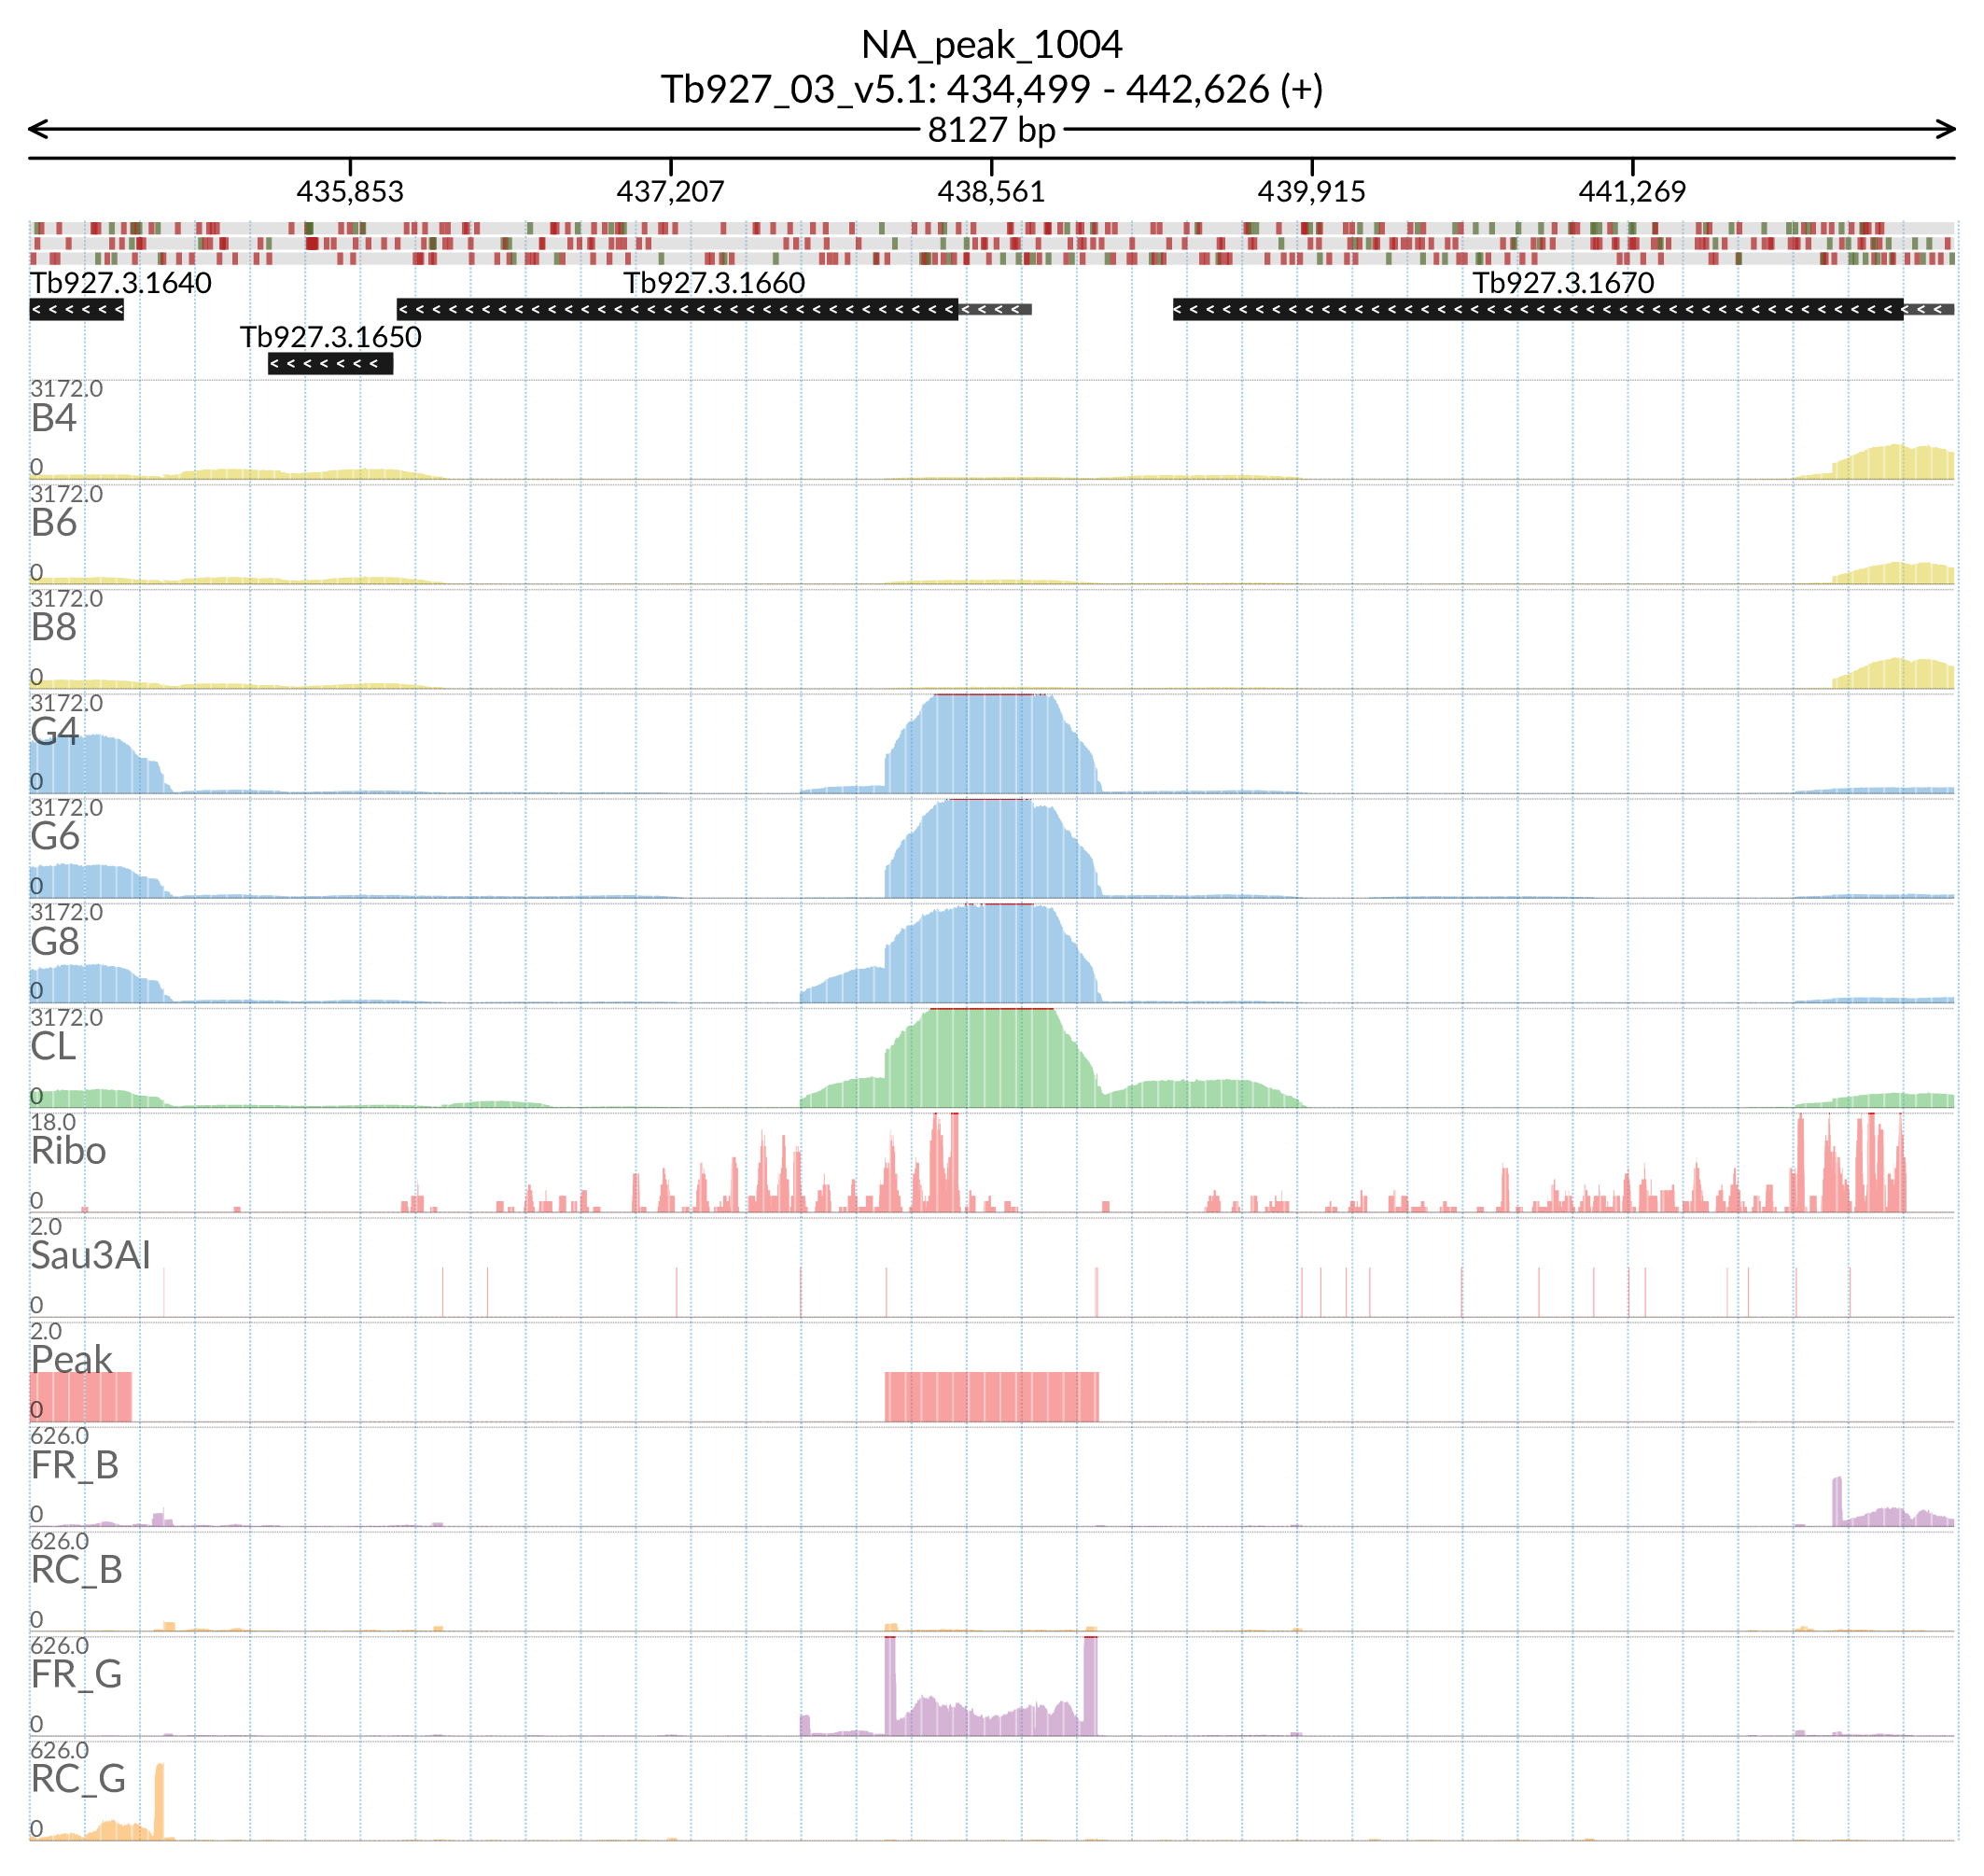 NA_peak_1004
Tb927_03_v5.1: 434,499 - 442,626 (+)
8127 bp
435,853 437,207 438,561 439,915 441,269
Tb927.3.1640 Tb927.3.1660 Tb927.3.1670
Tb927.3.1650
3172.0
B4
0
3172.0
B6
0
3172.0
B8
0
3172.0
G4
0
3172.0
G6
0
3172.0
G8
0
3172.0
CL
0
18.0
Ribo
0
2.0
Sau3AI
0
2.0
Peak
0
626.0
FR_B
0
626.0
RC_B
0
626.0
FR_G
0
626.0
RC_G
0